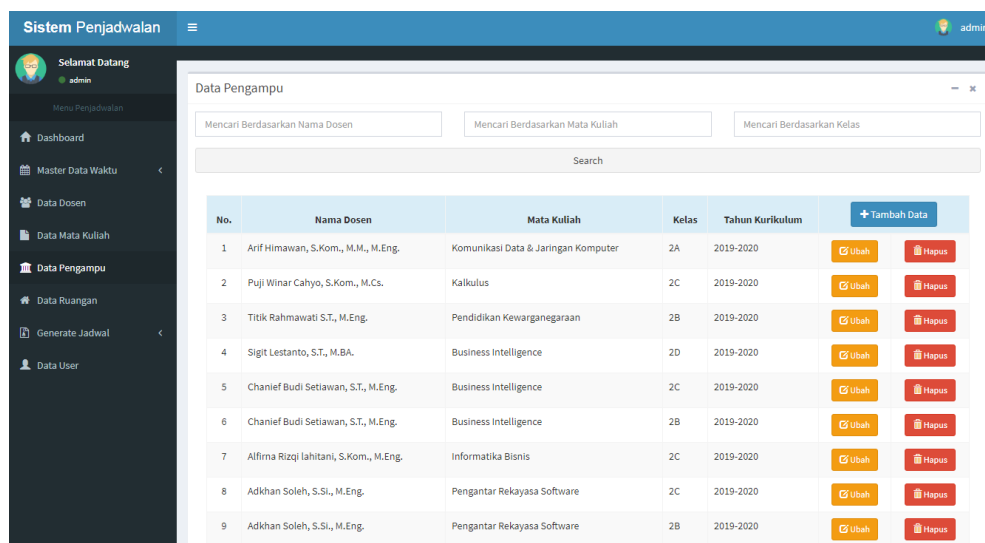 Sistem Penjadwalan
admin
Selamat Datang
admin
Menu Penjadwalan
Dashboard
Master Data Waktu
Data Dosen
Data Mata Kuliah
Data Pengampu
Data Ruangan
Generate Jadwal
Data User
Data Pengampu
Mencari Berdasarkan Nama Dosen Mencari Berdasarkan Mata Kuliah Mencari Berdasarkan Kelas
Search
No. Nama Dosen Mata Kuliah Kelas Tahun Kurikulum Tambah Data
1 Arif Himawan, S.Kom., M.M., M.Eng. Komunikasi Data & Jaringan Komputer 2A 2019-2020 Ubah Hapus
2 Puji Winar Cahyo, S.Kom., M.Cs. Kalkulus 2C 2019-2020 Ubah Hapus
3 Titik Rahmawati S.T., M.Eng. Pendidikan Kewarganegaraan 2B 2019-2020 Ubah Hapus
4 Sigit Lestanto, S.T., M.BA. Business Intelligence 2D 2019-2020 Ubah Hapus
5 Chanief Budi Setiawan, S.T., M.Eng. Business Intelligence 2C 2019-2020 Ubah Hapus
6 Chanief Budi Setiawan, S.T., M.Eng. Business Intelligence 2B 2019-2020 Ubah Hapus
7 Alfirna Rizqi lahitani, S.Kom., M.Eng. Informatika Bisnis 2C 2019-2020 Ubah Hapus
8 Adkhan Soleh, S.Si., M.Eng. Pengantar Rekayasa Software 2C 2019-2020 Ubah Hapus
9 Adkhan Soleh, S.Si., M.Eng. Pengantar Rekayasa Software 2B 2019-2020 Ubah Hapus